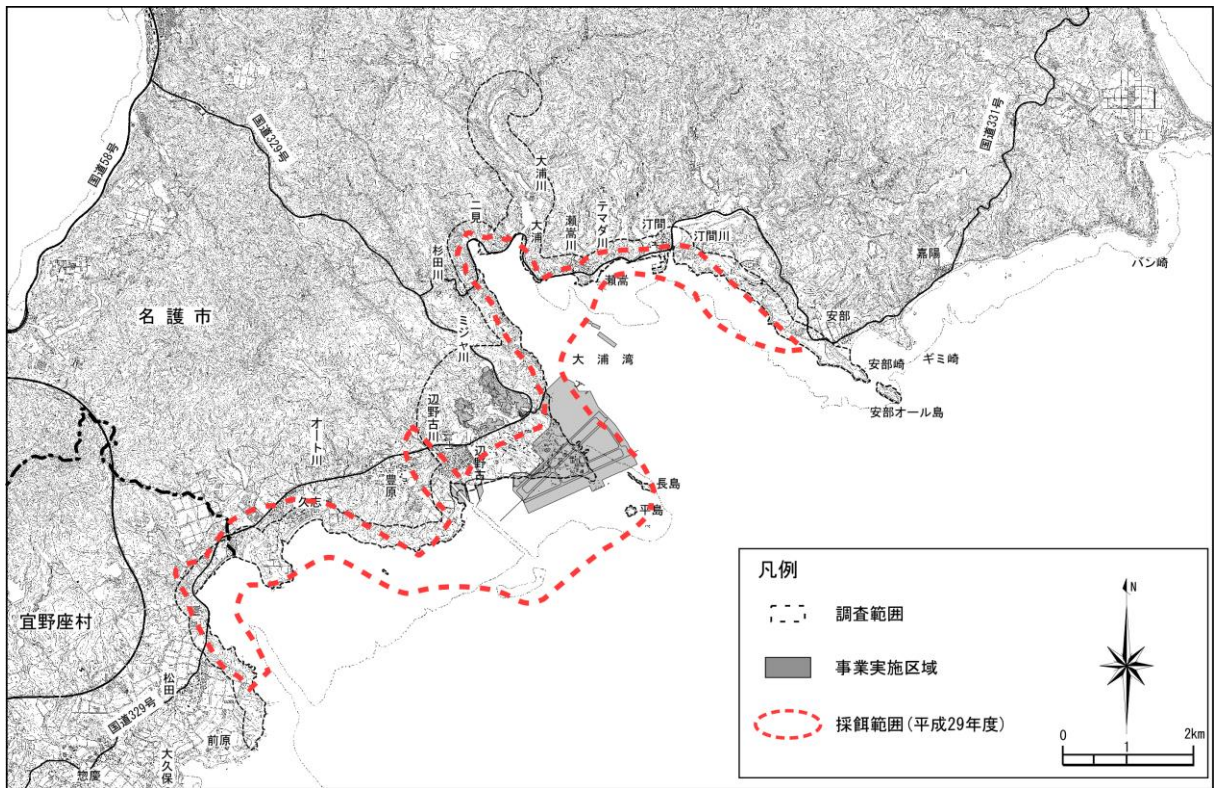 国道58号
国道329号
国道331号
大浦川
二見
大浦
瀬嵩川
テマダ川
汀間
汀間川
杉田川
瀬嵩
嘉陽
バン崎
名護市
ミジャ川
大浦湾
安部
安部崎
ギミ崎
安部オール島
辺野古川
オート川
豊原
辺野古
久志
長島
平島
宜野座村
松田
国道329号
前原
大久保
惣慶
凡例
調査範囲
事業実施区域
採餌範囲(平成29年度)
N
0 1 2km